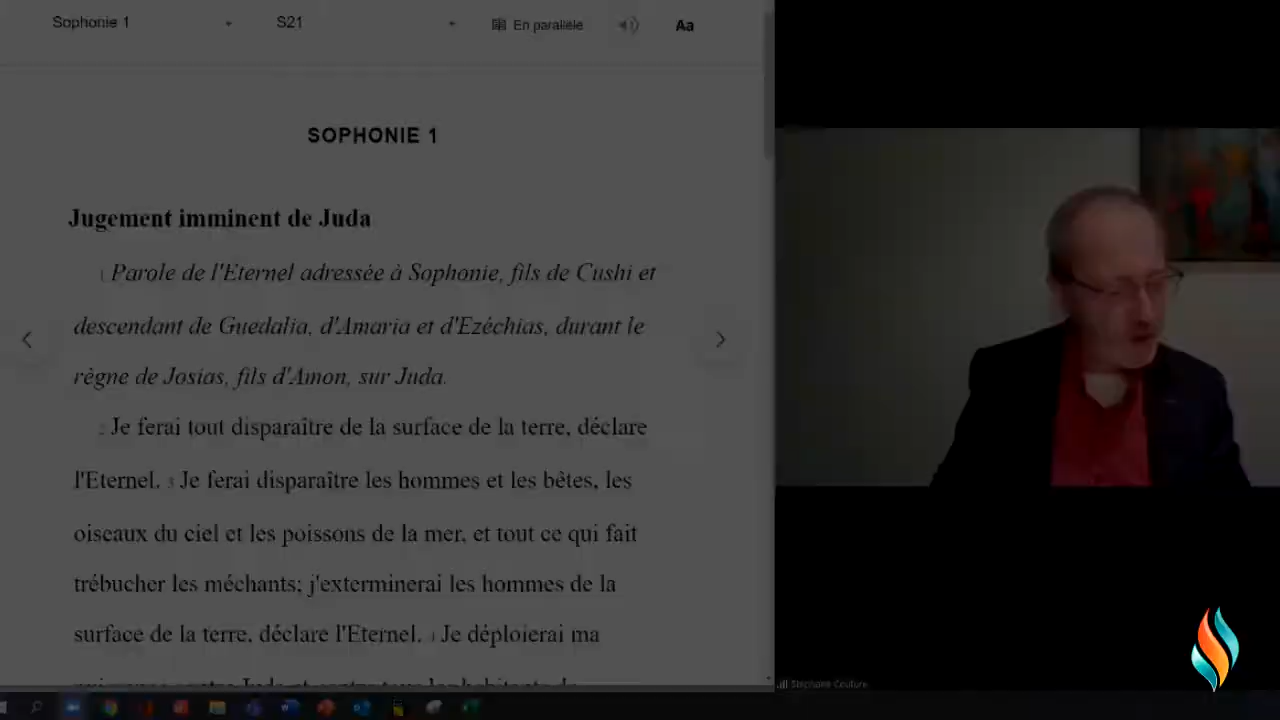 Sophonie 1
S21
En parallèle
Aa
SOPHONIE 1
Jugement imminent de Juda
1 Parole de l'Eternel adressée à Sophonie, fils de Cushi et
descendant de Guedalia, d'Amaria et d'Ezéchias, durant le
règne de Josias, fils d'Amon, sur Juda.
2 Je ferai tout disparaître de la surface de la terre, déclare
l'Eternel. 3 Je ferai disparaître les hommes et les bêtes, les
oiseaux du ciel et les poissons de la mer, et tout ce qui fait
trébucher les méchants; j'exterminerai les hommes de la
surface de la terre, déclare l'Eternel. 4 Je déploierai ma
Stéphane Couture